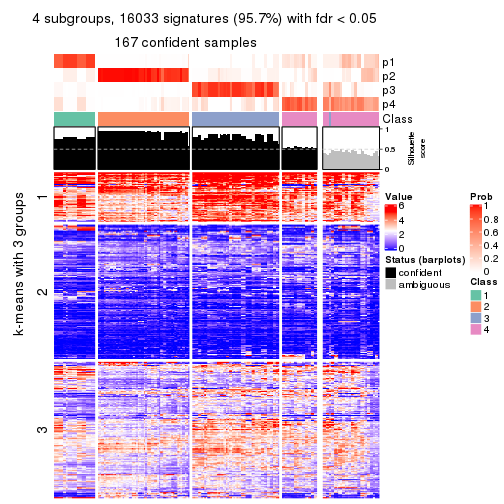 4 subgroups, 16033 signatures (95.7%) with fdr < 0.05
167 confident samples
p1
p2
p3
p4
Class
1
0.5
0
Silhouette
score
k-means with 3 groups
1
2
3
Value
6
4
2
0
Status (barplots)
confident
ambiguous
Prob
1
0.8
0.6
0.4
0.2
0
Class
1
2
3
4